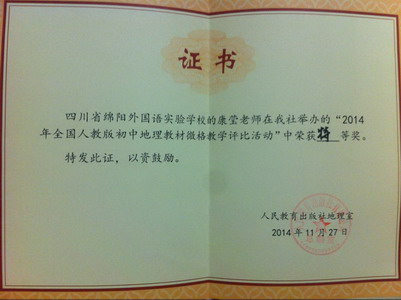 证书
四川省绵阳外国语实验学校的康莹老师在我社举办的“2014
年全国人教版初中地理教材微格教学评比活动”中荣获特等奖。
特发此证，以资鼓励。
人民教育出版社地理室
2014年11月27日